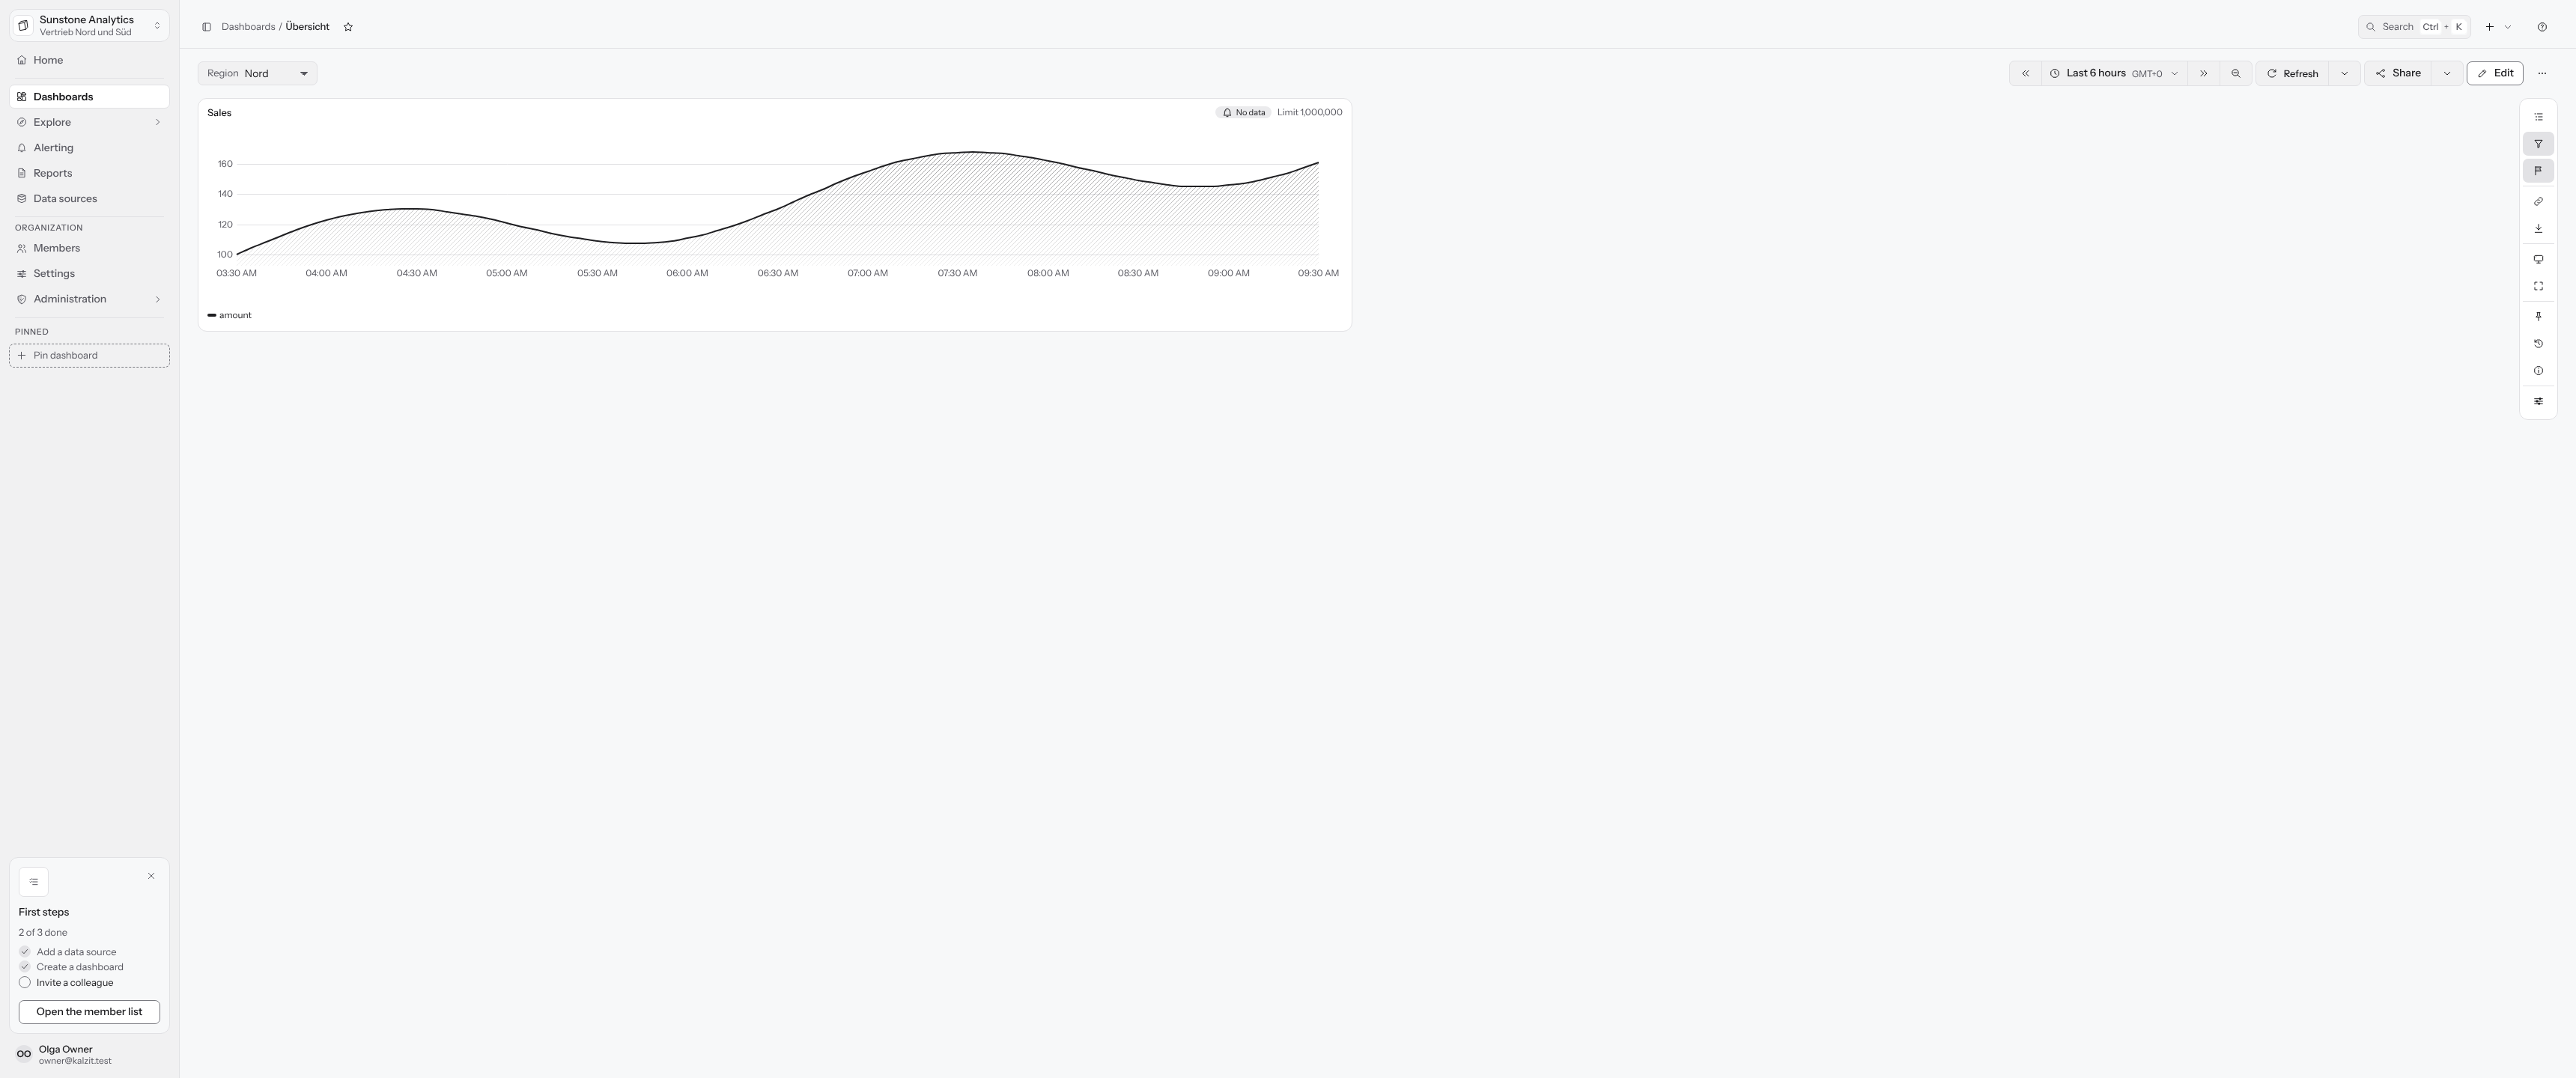 Sunstone Analytics
Vertrieb Nord und Süd
Home
Dashboards
Explore
Alerting
Reports
Data sources
ORGANIZATION
Members
Settings
Administration
PINNED
Pin dashboard
First steps
2 of 3 done
Add a data source
Create a dashboard
Invite a colleague
Open the member list
OO
Olga Owner
owner@kalzit.test
Dashboards / Übersicht
Search Ctrl + K
Region Nord
Last 6 hours GMT+0
Refresh
Share
Edit
Sales
No data
Limit 1,000,000
160
140
120
100
03:30 AM 04:00 AM 04:30 AM 05:00 AM 05:30 AM 06:00 AM 06:30 AM 07:00 AM 07:30 AM 08:00 AM 08:30 AM 09:00 AM 09:30 AM
amount